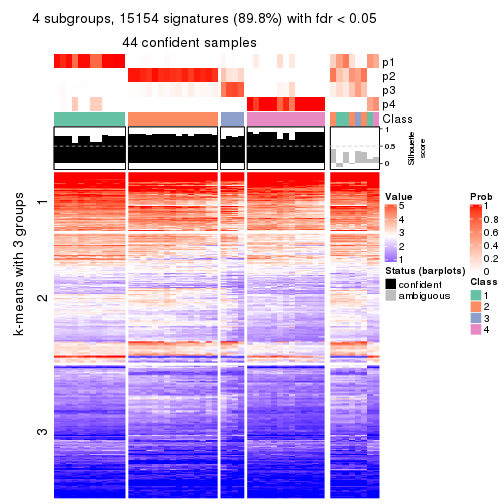 4 subgroups, 15154 signatures (89.8%) with fdr < 0.05
44 confident samples
p1
p2
p3
p4
Class
1
0.5
0
Silhouette
score
k-means with 3 groups
1
2
3
Value
5
4
3
2
1
Status (barplots)
confident
ambiguous
Prob
1
0.8
0.6
0.4
0.2
0
Class
1
2
3
4